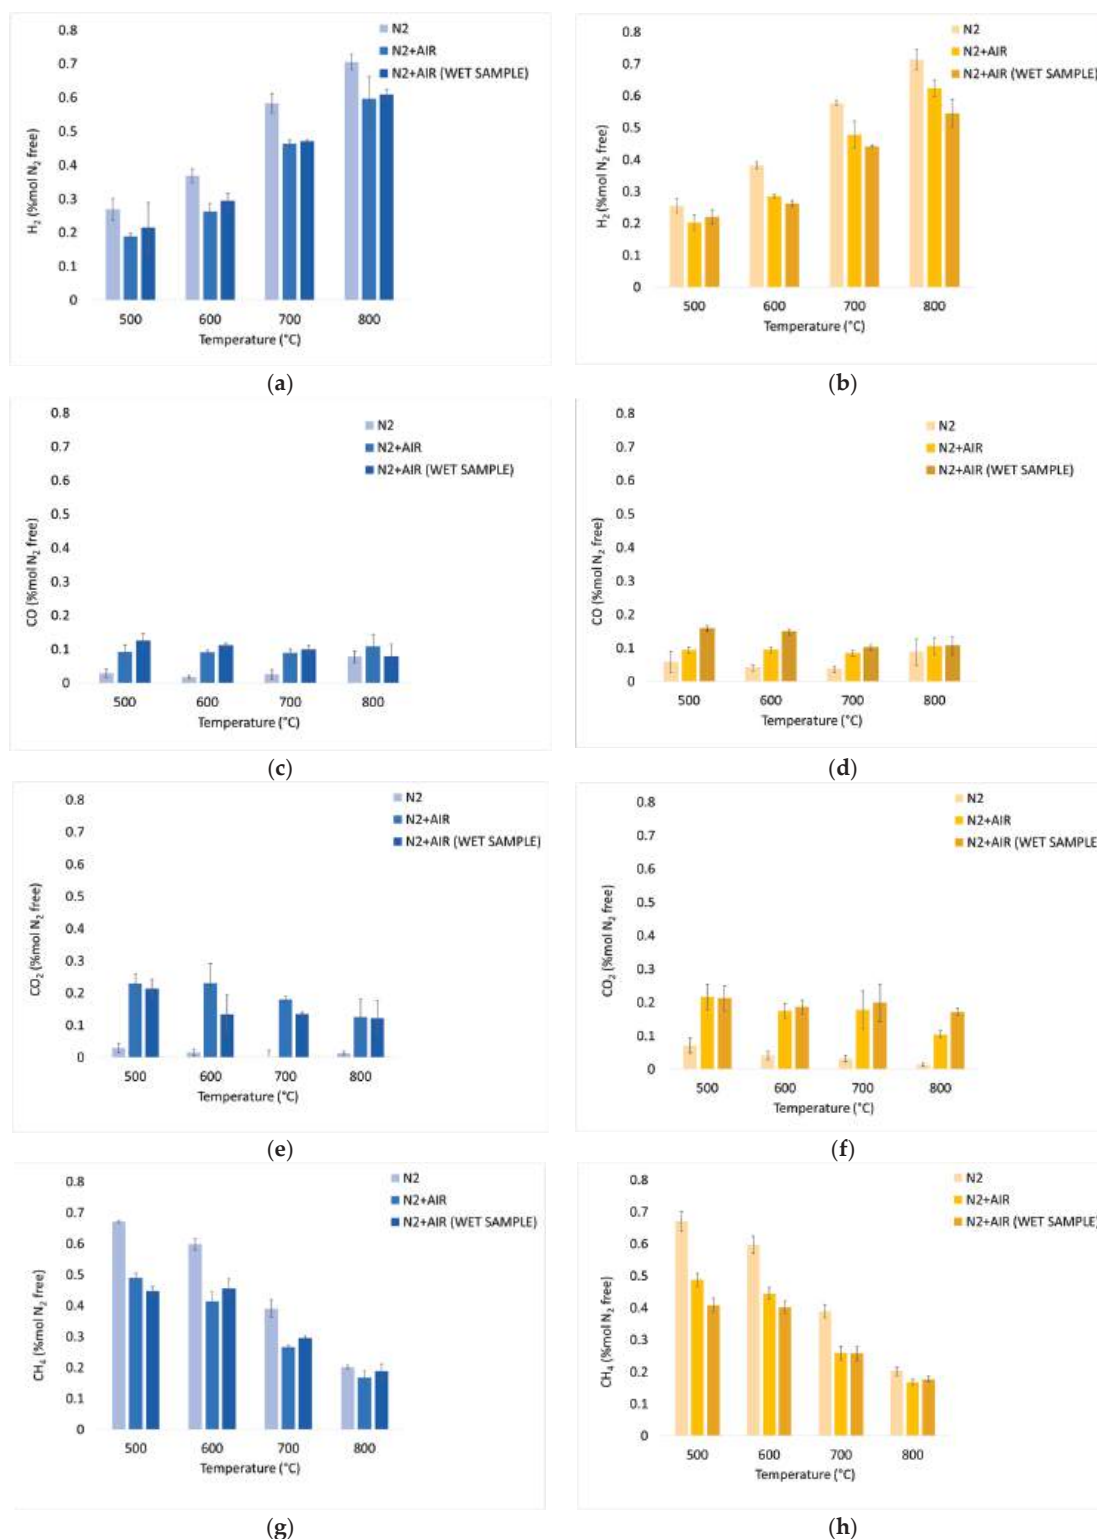 0.8
0.7
0.6
0.5
0.4
0.3
0.2
0.1
0
H₂ (%mol N₂ free)
N2
N2+AIR
N2+AIR (WET SAMPLE)
500 600 700 800
Temperature (°C)
(a)
0.8
0.7
0.6
0.5
0.4
0.3
0.2
0.1
0
H₂ (%mol N₂ free)
N2
N2+AIR
N2+AIR (WET SAMPLE)
500 600 700 800
Temperature (°C)
(b)
0.8
0.7
0.6
0.5
0.4
0.3
0.2
0.1
0
CO (%mol N₂ free)
N2
N2+AIR
N2+AIR (WET SAMPLE)
500 600 700 800
Temperature (°C)
(c)
0.8
0.7
0.6
0.5
0.4
0.3
0.2
0.1
0
CO (%mol N₂ free)
N2
N2+AIR
N2+AIR (WET SAMPLE)
500 600 700 800
Temperature (°C)
(d)
0.8
0.7
0.6
0.5
0.4
0.3
0.2
0.1
0
CO₂ (%mol N₂ free)
N2
N2+AIR
N2+AIR (WET SAMPLE)
500 600 700 800
Temperature (°C)
(e)
0.8
0.7
0.6
0.5
0.4
0.3
0.2
0.1
0
CO₂ (%mol N₂ free)
N2
N2+AIR
N2+AIR (WET SAMPLE
500 600 700 800
Temperature (°C)
(f)
0.8
0.7
0.6
0.5
0.4
0.3
0.2
0.1
0
CH₄ (%mol N₂ free)
N2
N2+AIR
N2+AIR (WET SAMPLE)
500 600 700 800
Temperature (°C)
(g)
0.8
0.7
0.6
0.5
0.4
0.3
0.2
0.1
0
CH₄ (%mol N₂ free)
N2
N2+AIR
N2+AIR (WET SAMPLE)
500 600 700 800
Temperature (°C)
(h)